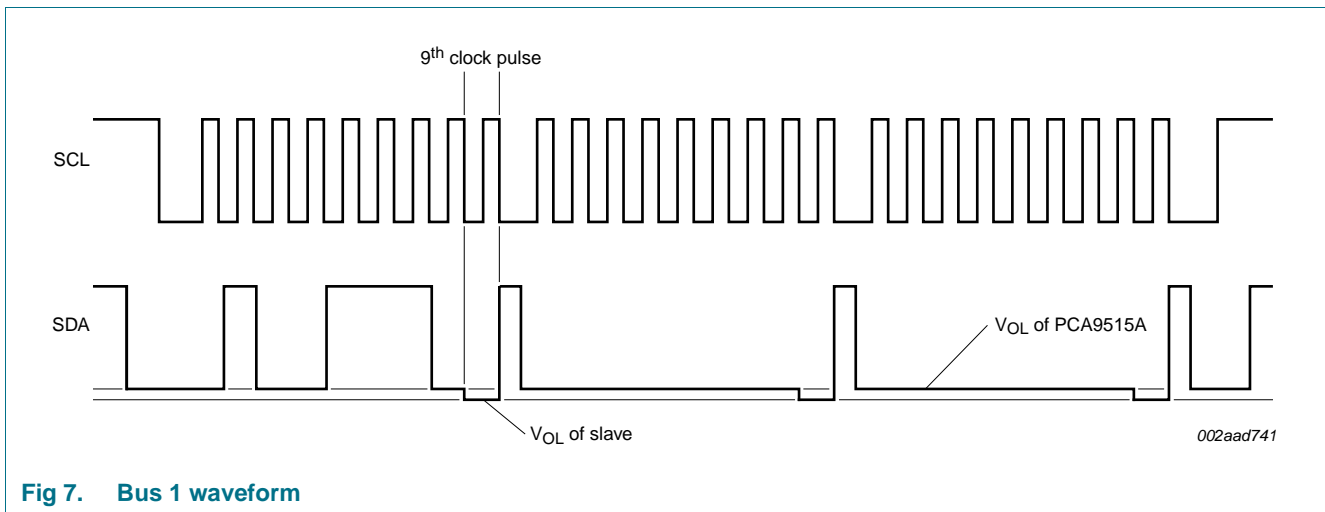 9th clock pulse
SCL
SDA
VOL of PCA9515A
VOL of slave
002aad741
Fig 7. Bus 1 waveform